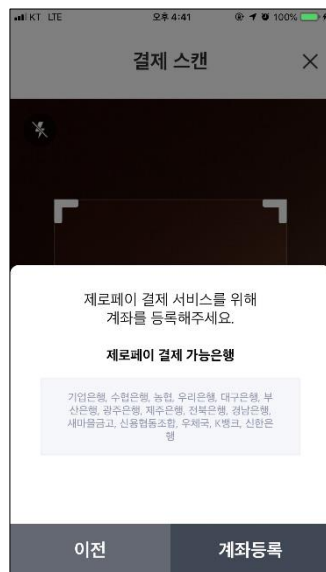 KT LTE 오후 4:41 100%
결제 스캔
제로페이 결제 서비스를 위해
계좌를 등록해주세요.
제로페이 결제 가능은행
기업은행, 수협은행, 농협, 우리은행, 대구은행, 부
산은행, 광주은행, 제주은행, 전북은행, 경남은행,
새마을금고, 신용협동조합, 우체국, K뱅크, 신한은
행
이전 계좌등록